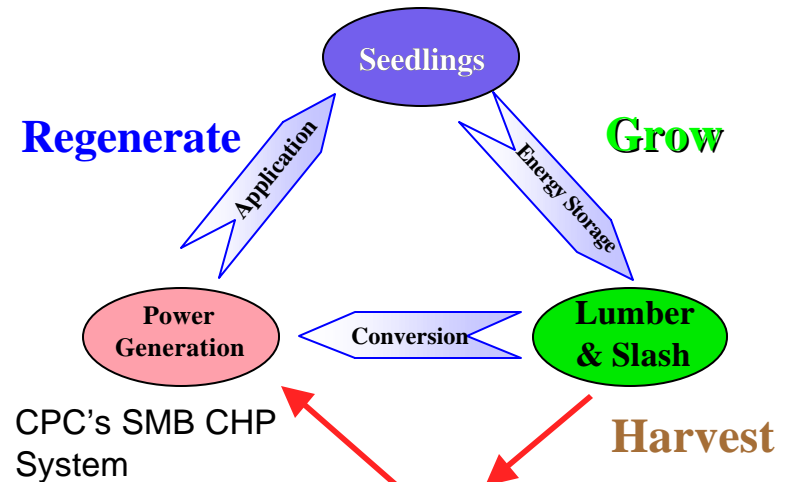 Seedlings
Regenerate
Grow
Application
Energy Storage
Power
Generation
Conversion
Lumber
& Slash
CPC's SMB CHP
System
Harvest